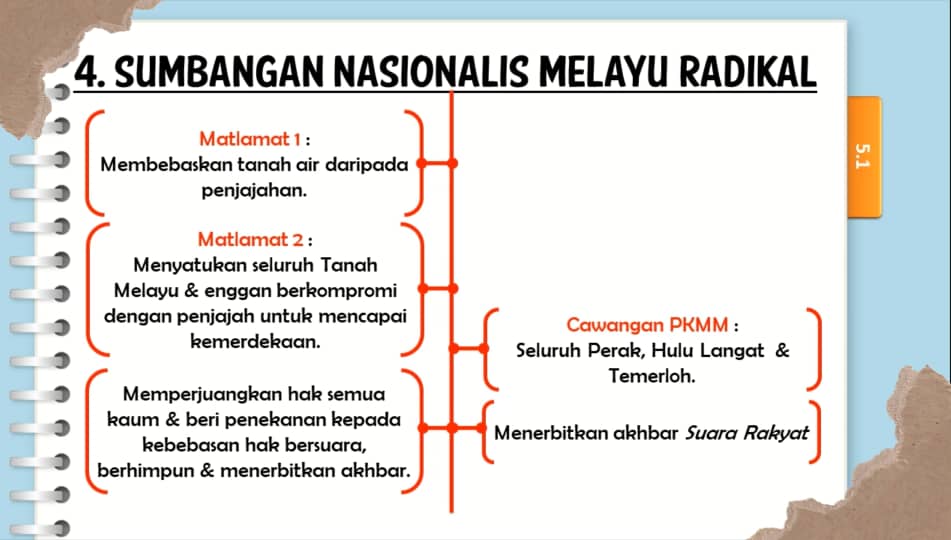 4. SUMBANGAN NASIONALIS MELAYU RADIKAL
Matlamat 1 :
Membebaskan tanah air daripada
penjajahan.
Matlamat 2 :
Menyatukan seluruh Tanah
Melayu & enggan berkompromi
dengan penjajah untuk mencapai
kemerdekaan.
Memperjuangkan hak semua
kaum & beri penekanan kepada
kebebasan hak bersuara,
berhimpun & menerbitkan akhbar.
Cawangan PKMM :
Seluruh Perak, Hulu Langat &
Temerloh.
Menerbitkan akhbar Suara Rakyat
5.1